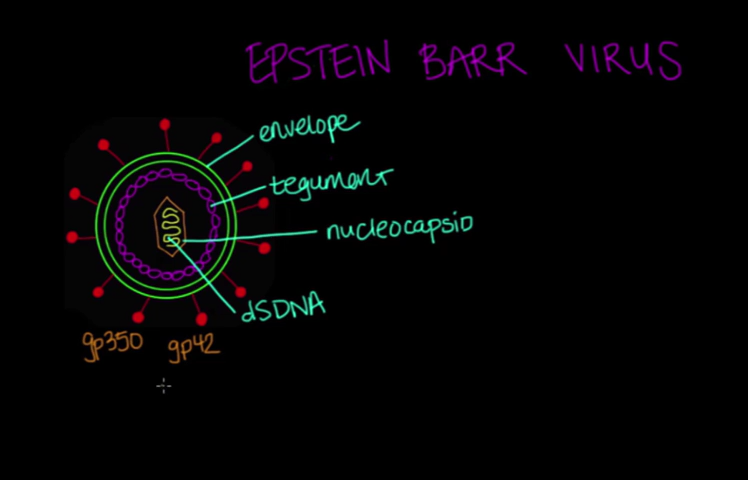 EPSTEIN BARR VIRUS
envelope
tegument
nucleocapsid
dsDNA
gp350 gp42